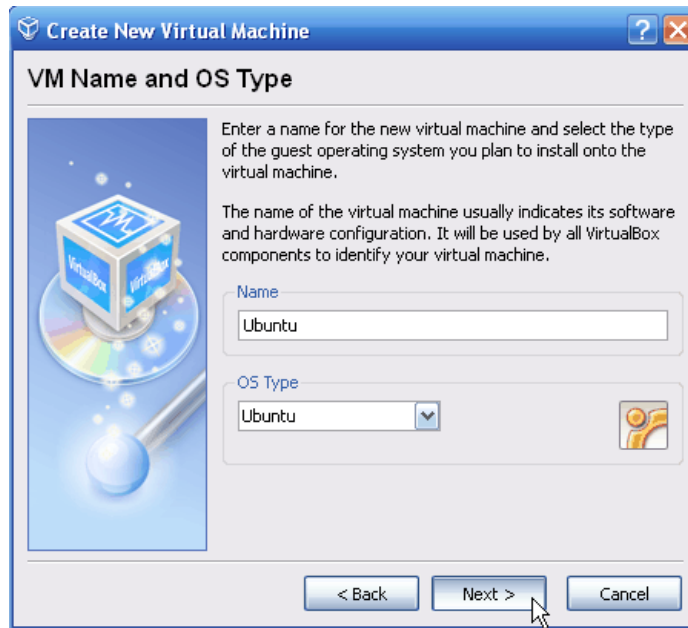 Create New Virtual Machine
VM Name and OS Type
Enter a name for the new virtual machine and select the type
of the guest operating system you plan to install onto the
virtual machine.
The name of the virtual machine usually indicates its software
and hardware configuration. It will be used by all VirtualBox
components to identify your virtual machine.
VirtualBox
VirtualBox
Name
Ubuntu
OS Type
Ubuntu
< Back
Next >
Cancel